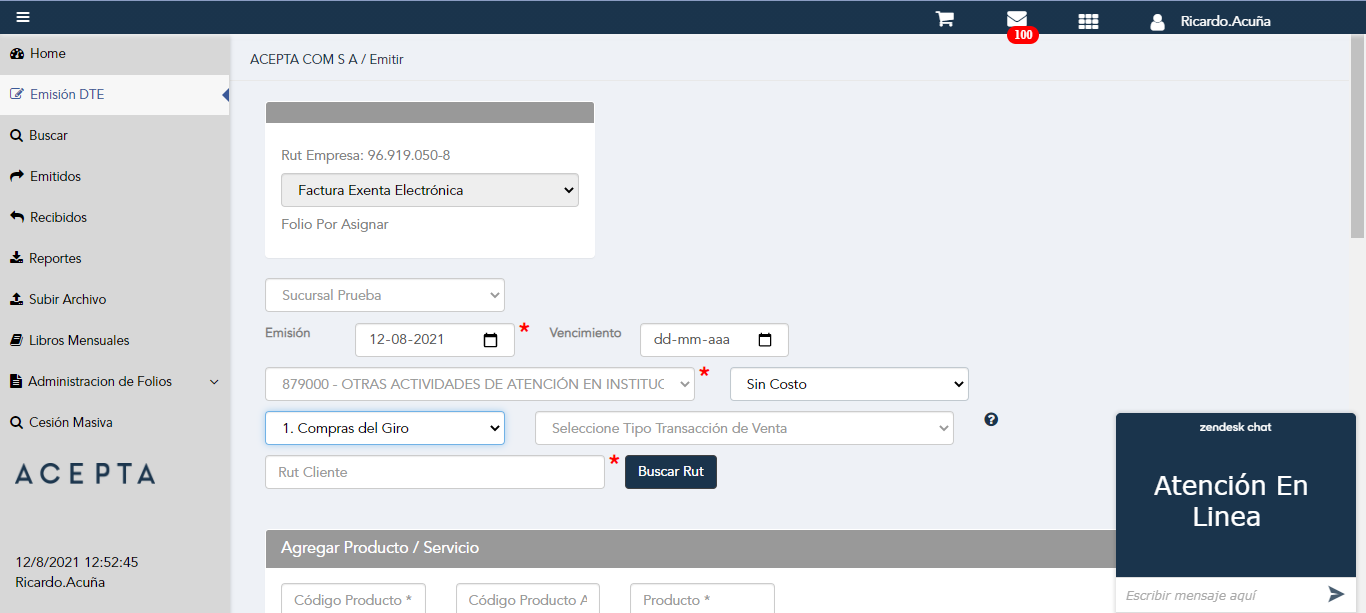 100
Ricardo.Acuña
Home
Emisión DTE
Buscar
Emitidos
Recibidos
Reportes
Subir Archivo
Libros Mensuales
Administracion de Folios
Cesión Masiva
ACEPTA
12/8/2021 12:52:45
Ricardo.Acuña
ACEPTA COM S A / Emitir
Rut Empresa: 96.919.050-8
Factura Exenta Electrónica
Folio Por Asignar
Sucursal Prueba
Emisión 12-08-2021 * Vencimiento dd-mm-aaa
879000 - OTRAS ACTIVIDADES DE ATENCIÓN EN INSTITUC * Sin Costo
1. Compras del Giro Seleccione Tipo Transacción de Venta ?
Rut Cliente * Buscar Rut
Agregar Producto / Servicio
Código Producto * Código Producto A Producto *
zendesk chat
Atención En
Linea
Escribir mensaje aquí